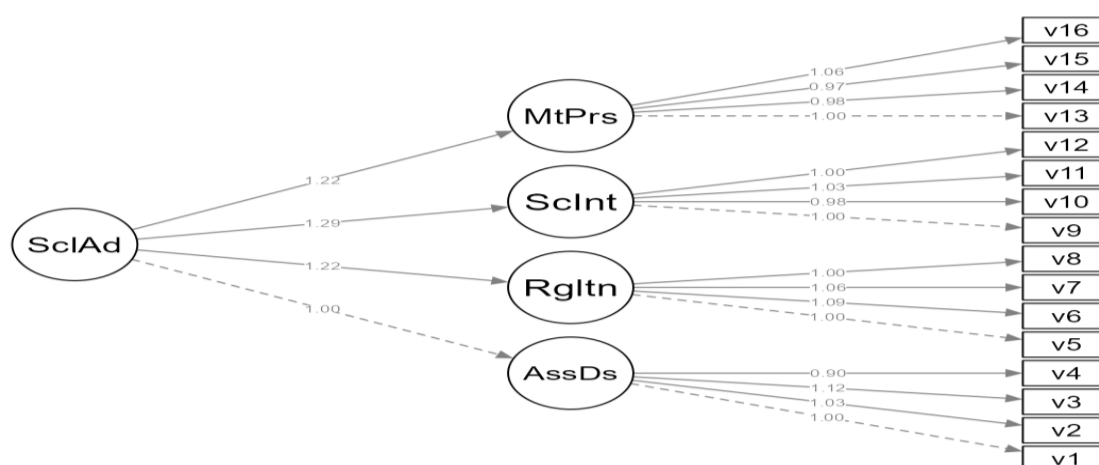 v16
v15
1.06
0.97
v14
0.98
MtPrs
1.00
v13
v12
1.00
v11
1.22
1.03
ScInt
0.98
v10
1.00
1.29
v9
SclAd
v8
1.00
1.22
Rgltn
1.06
v7
1.09
1.00
v6
1.00
v5
AssDs
0.90
v4
1.12
1.03
v3
1.00
v2
v1